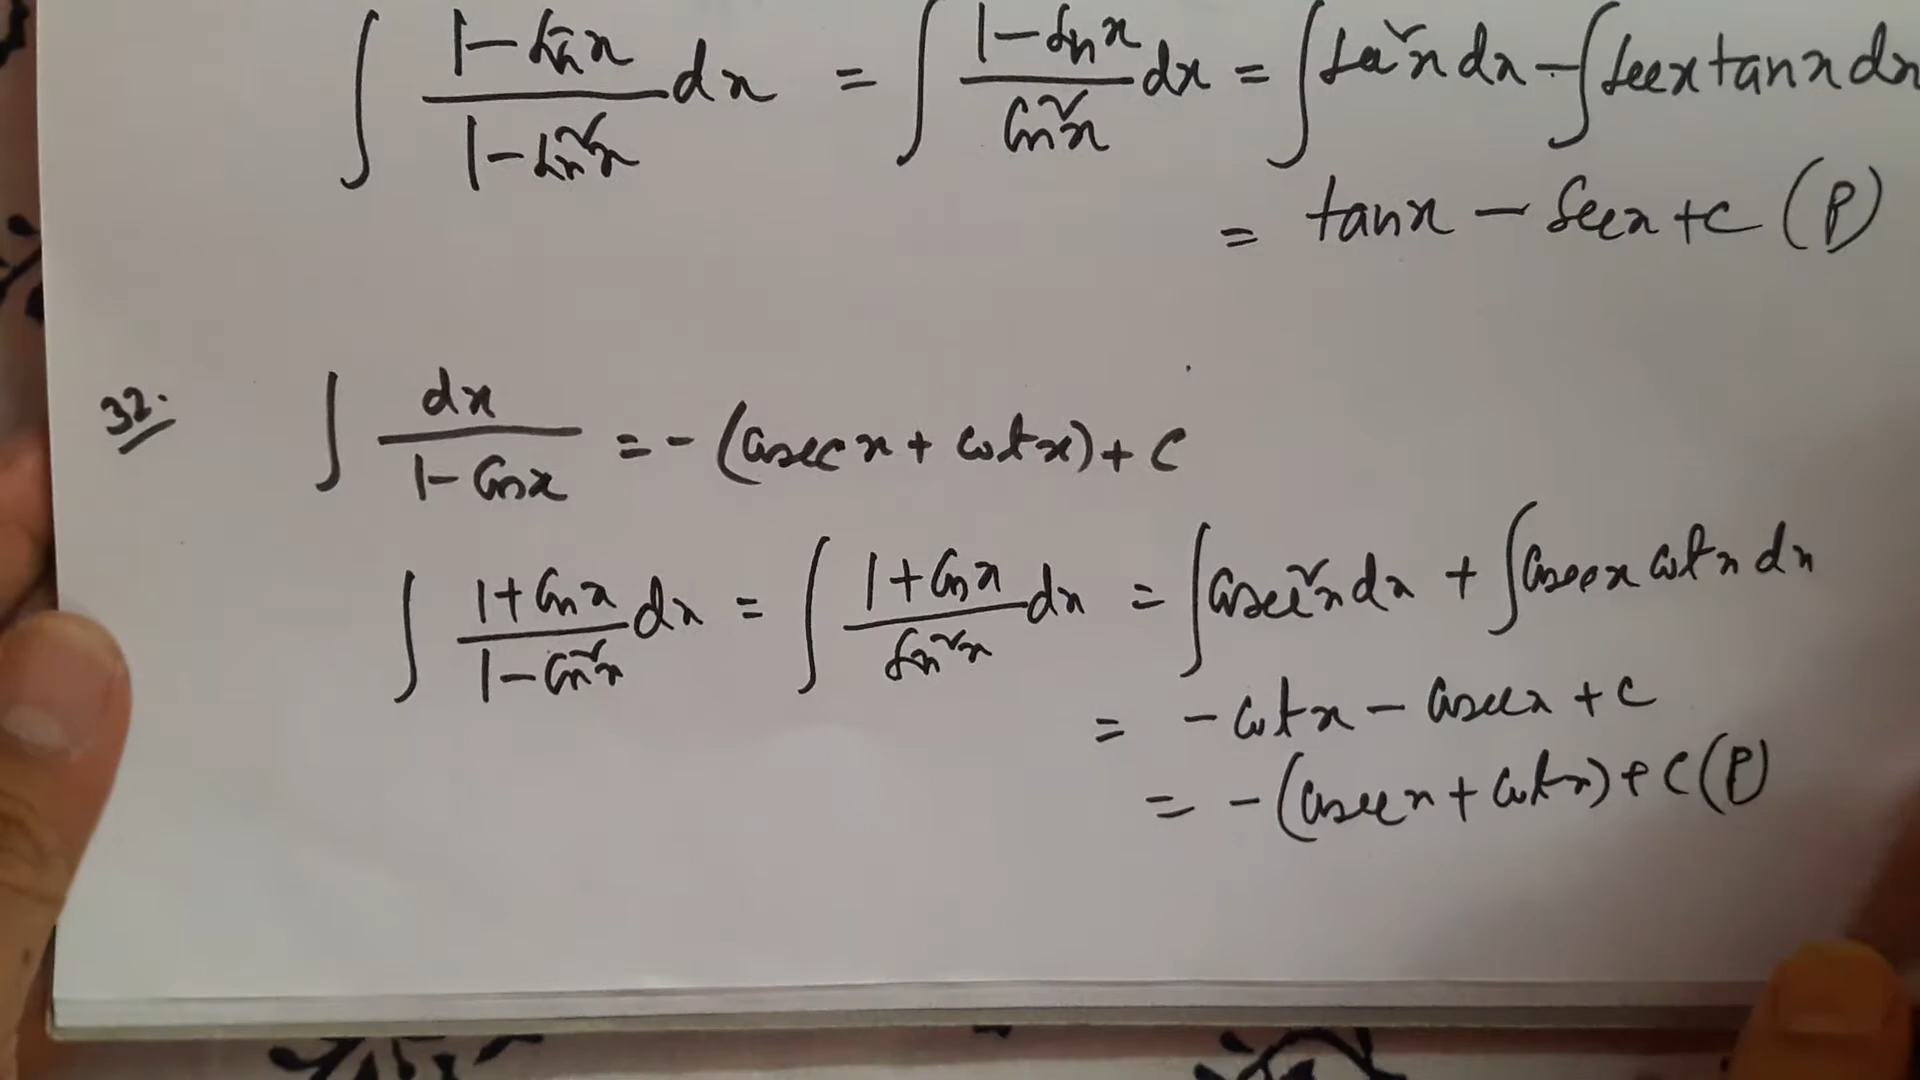 ∫ (1 - sin x)/(1 - sin²x) dx = ∫ (1 - sin x)/(cos²x) dx = ∫ sec²x dx - ∫ sec x tan x dx
= tan x - sec x + c (P)
32. ∫ dx/(1 - cos x) = - (cosec x + cot x) + c
∫ (1 + cos x)/(1 - cos²x) dx = ∫ (1 + cos x)/(sin²x) dx = ∫ cosec²x dx + ∫ cosec x cot x dx
= - cot x - cosec x + c
= - (cosec x + cot x) + c (P)